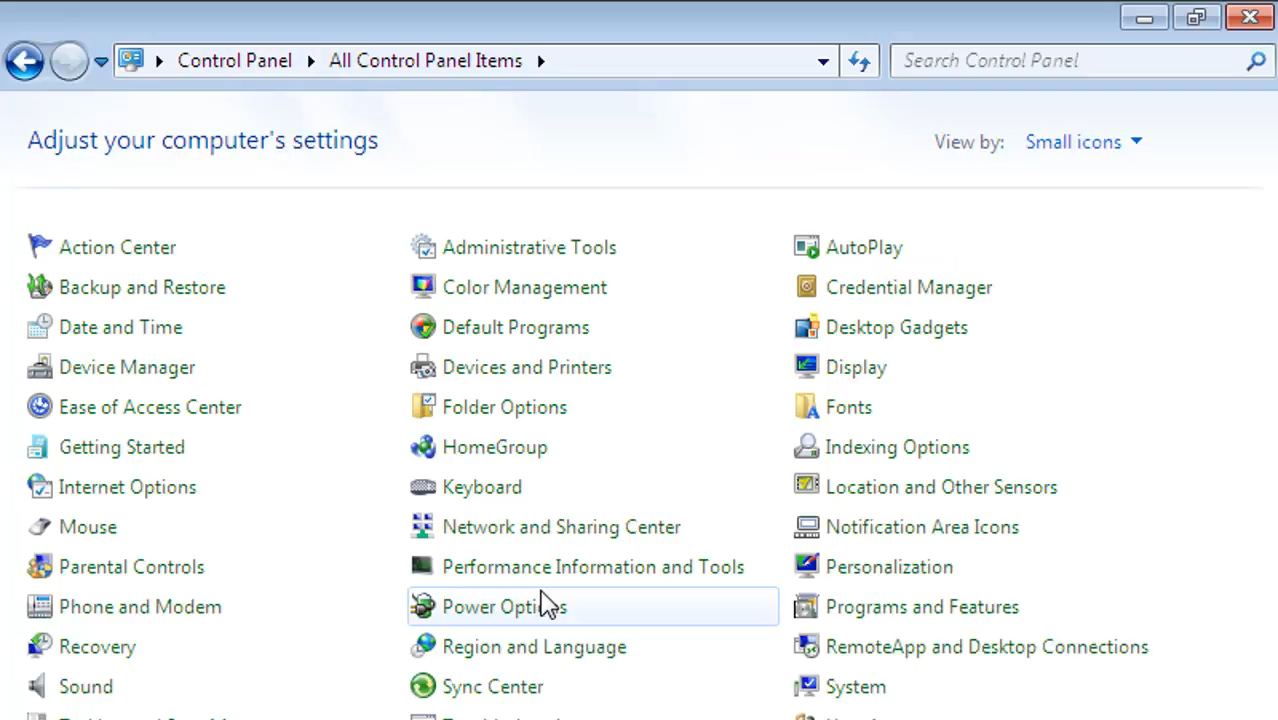 Control Panel All Control Panel Items
Search Control Panel
Adjust your computer's settings
View by: Small icons
Action Center
Administrative Tools
AutoPlay
Backup and Restore
Color Management
Credential Manager
Date and Time
Default Programs
Desktop Gadgets
Device Manager
Devices and Printers
Display
Ease of Access Center
Folder Options
Fonts
Getting Started
HomeGroup
Indexing Options
Internet Options
Keyboard
Location and Other Sensors
Mouse
Network and Sharing Center
Notification Area Icons
Parental Controls
Performance Information and Tools
Personalization
Phone and Modem
Power Options
Programs and Features
Recovery
Region and Language
RemoteApp and Desktop Connections
Sound
Sync Center
System